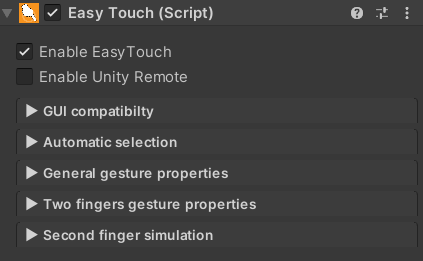 Easy Touch (Script)
Enable EasyTouch
Enable Unity Remote
GUI compatibilty
Automatic selection
General gesture properties
Two fingers gesture properties
Second finger simulation